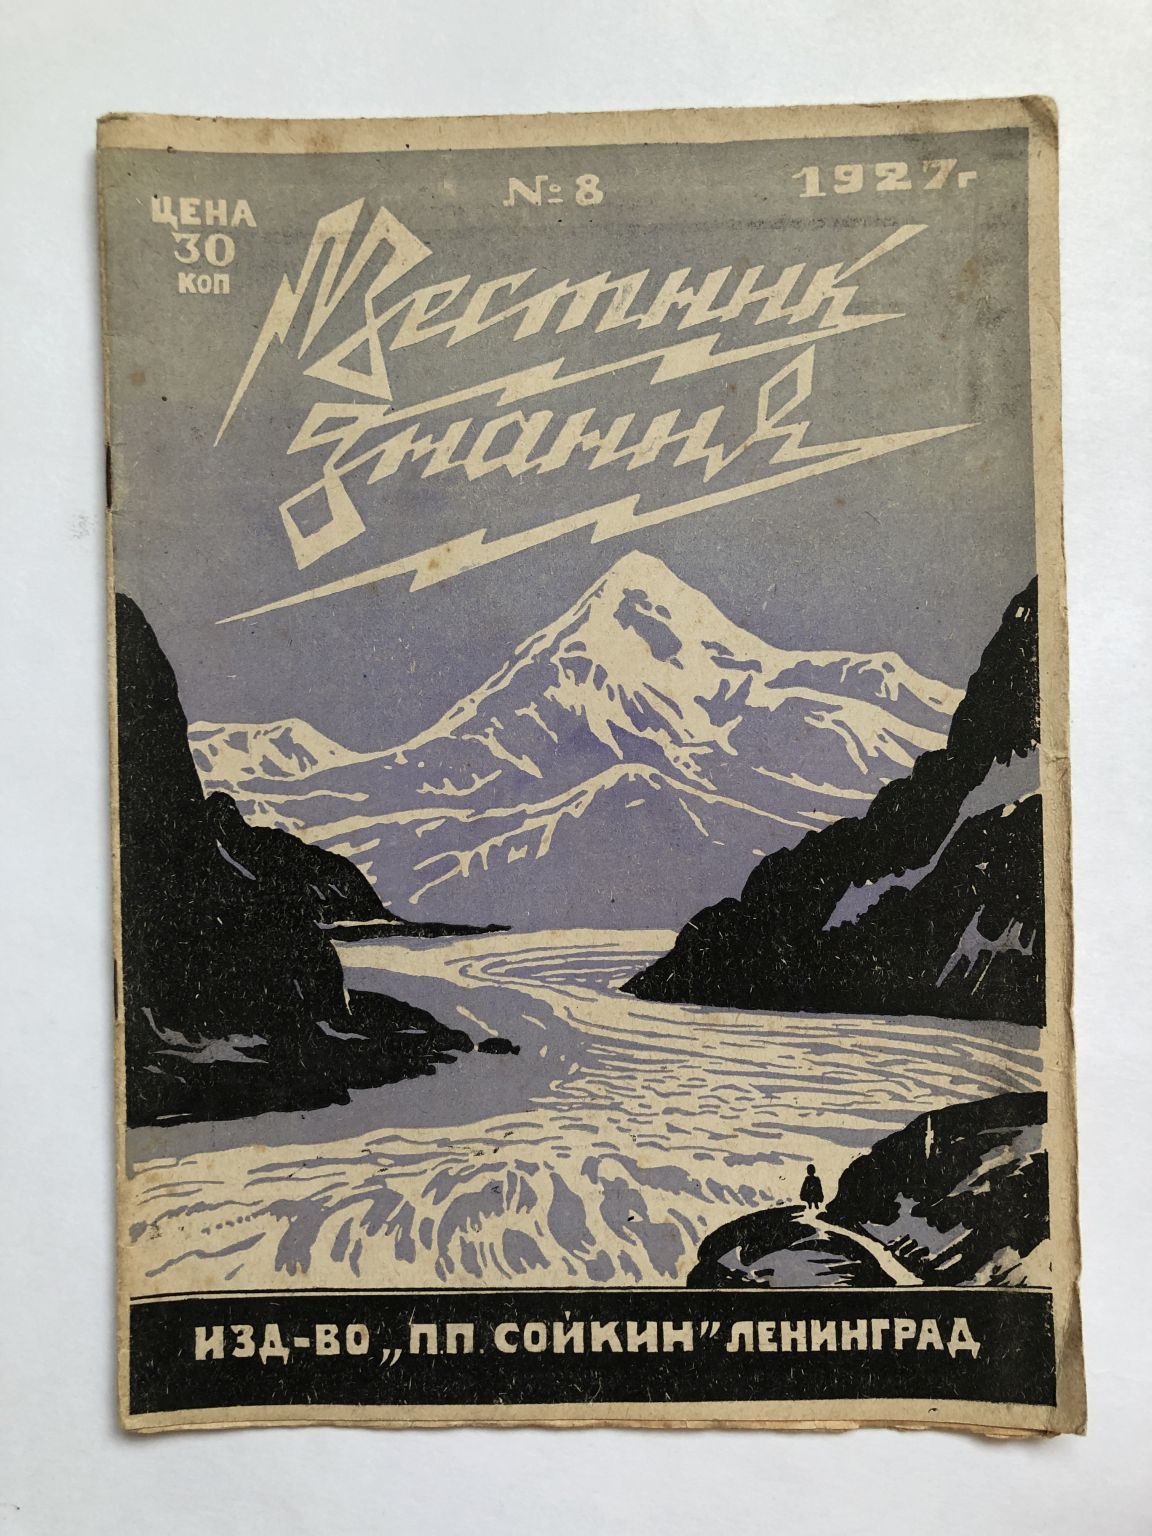 № 8
1927 г
ЦЕНА
30
КОП
Вестник
Знания
ИЗД-ВО „П.П. СОЙКИН" ЛЕНИНГРАД